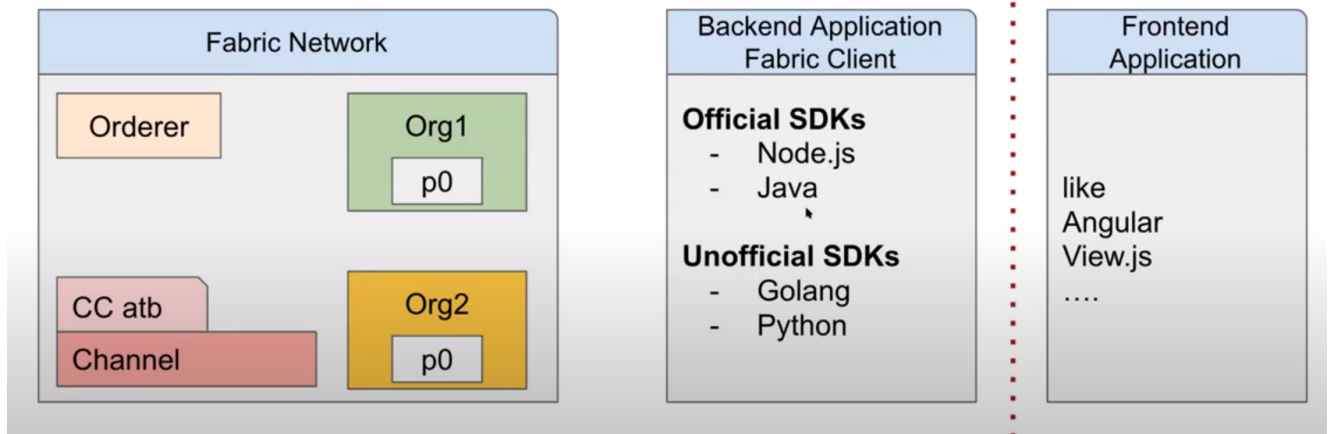 Fabric Network
Orderer
Org1
p0
CC atb
Channel
Org2
p0
Backend Application
Fabric Client
Official SDKs
- Node.js
- Java
Unofficial SDKs
- Golang
- Python
Frontend
Application
like
Angular
View.js
....